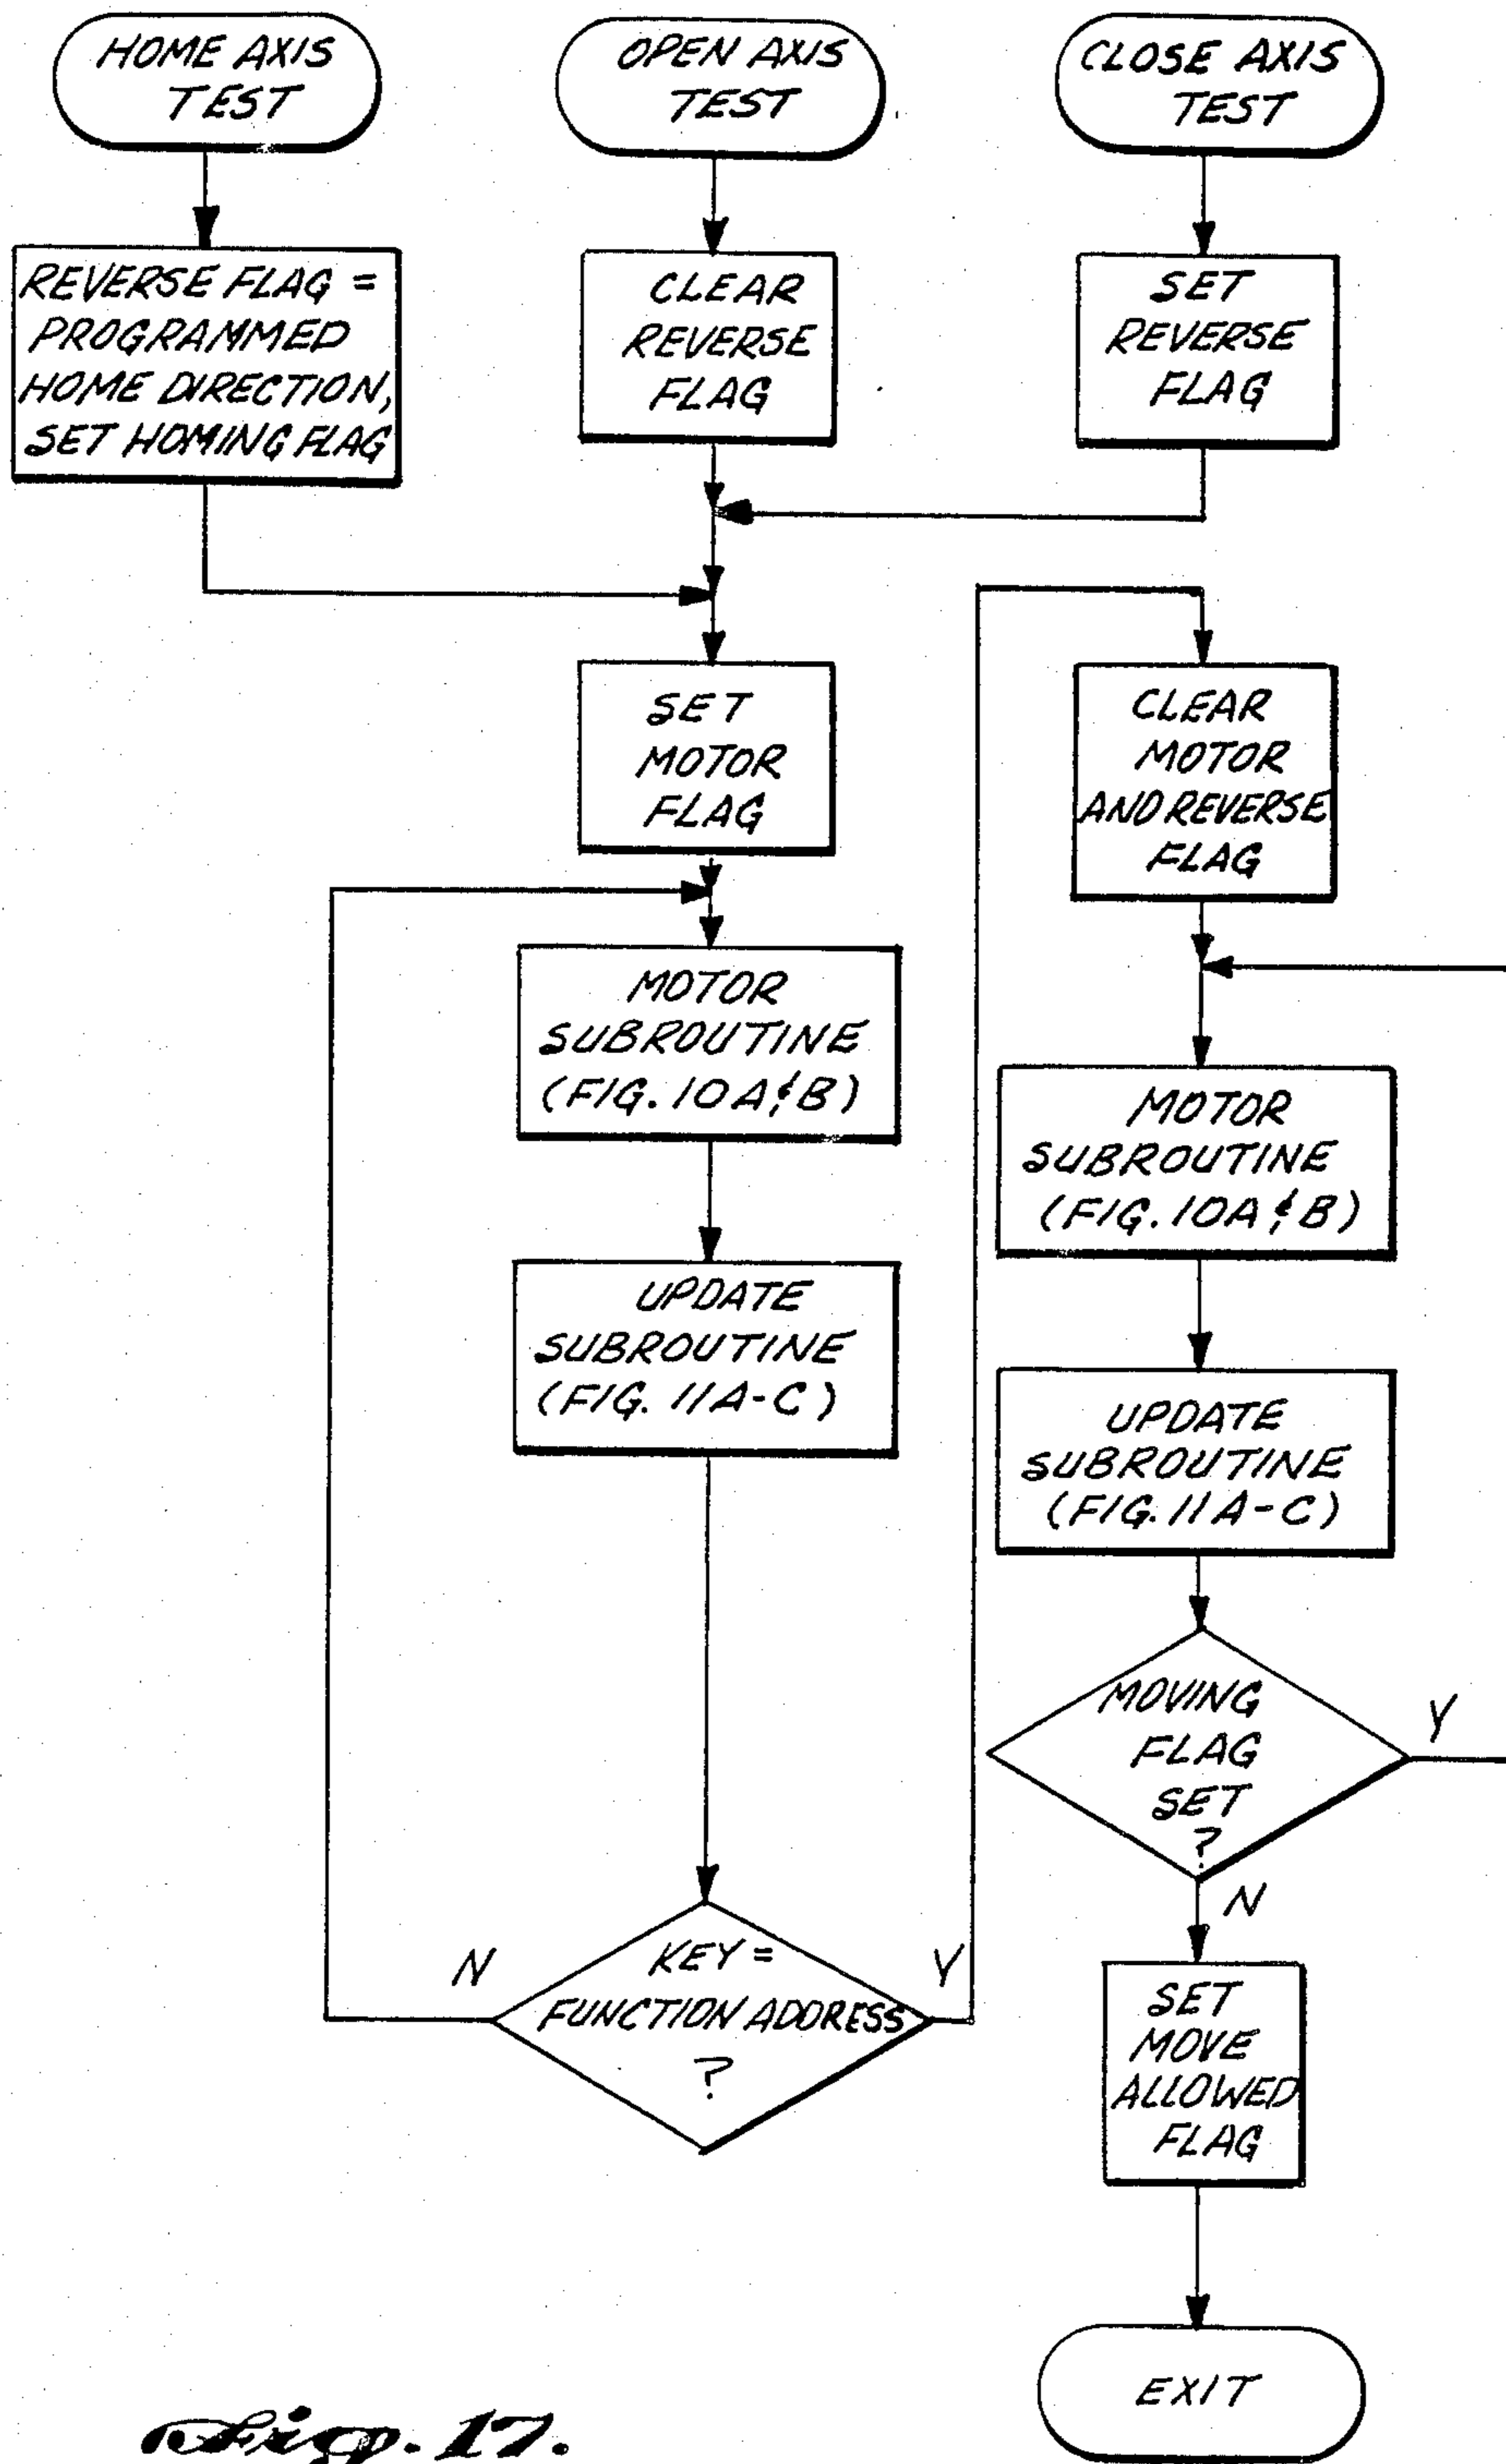 HOME AXIS
TEST
OPEN AXIS
TEST
CLOSE AXIS
TEST
REVERSE FLAG =
PROGRAMMED
HOME DIRECTION,
SET HOMING FLAG
CLEAR
REVERSE
FLAG
SET
REVERSE
FLAG
SET
MOTOR
FLAG
MOTOR
SUBROUTINE
(FIG. 10A & B)
UPDATE
SUBROUTINE
(FIG. 11A-C)
KEY =
FUNCTION ADDRESS
?
N
Y
CLEAR
MOTOR
AND REVERSE
FLAG
MOTOR
SUBROUTINE
(FIG. 10A & B)
UPDATE
SUBROUTINE
(FIG. 11A-C)
MOVING
FLAG
SET
?
Y
N
SET
MOVE
ALLOWED
FLAG
EXIT
Fig. 17.